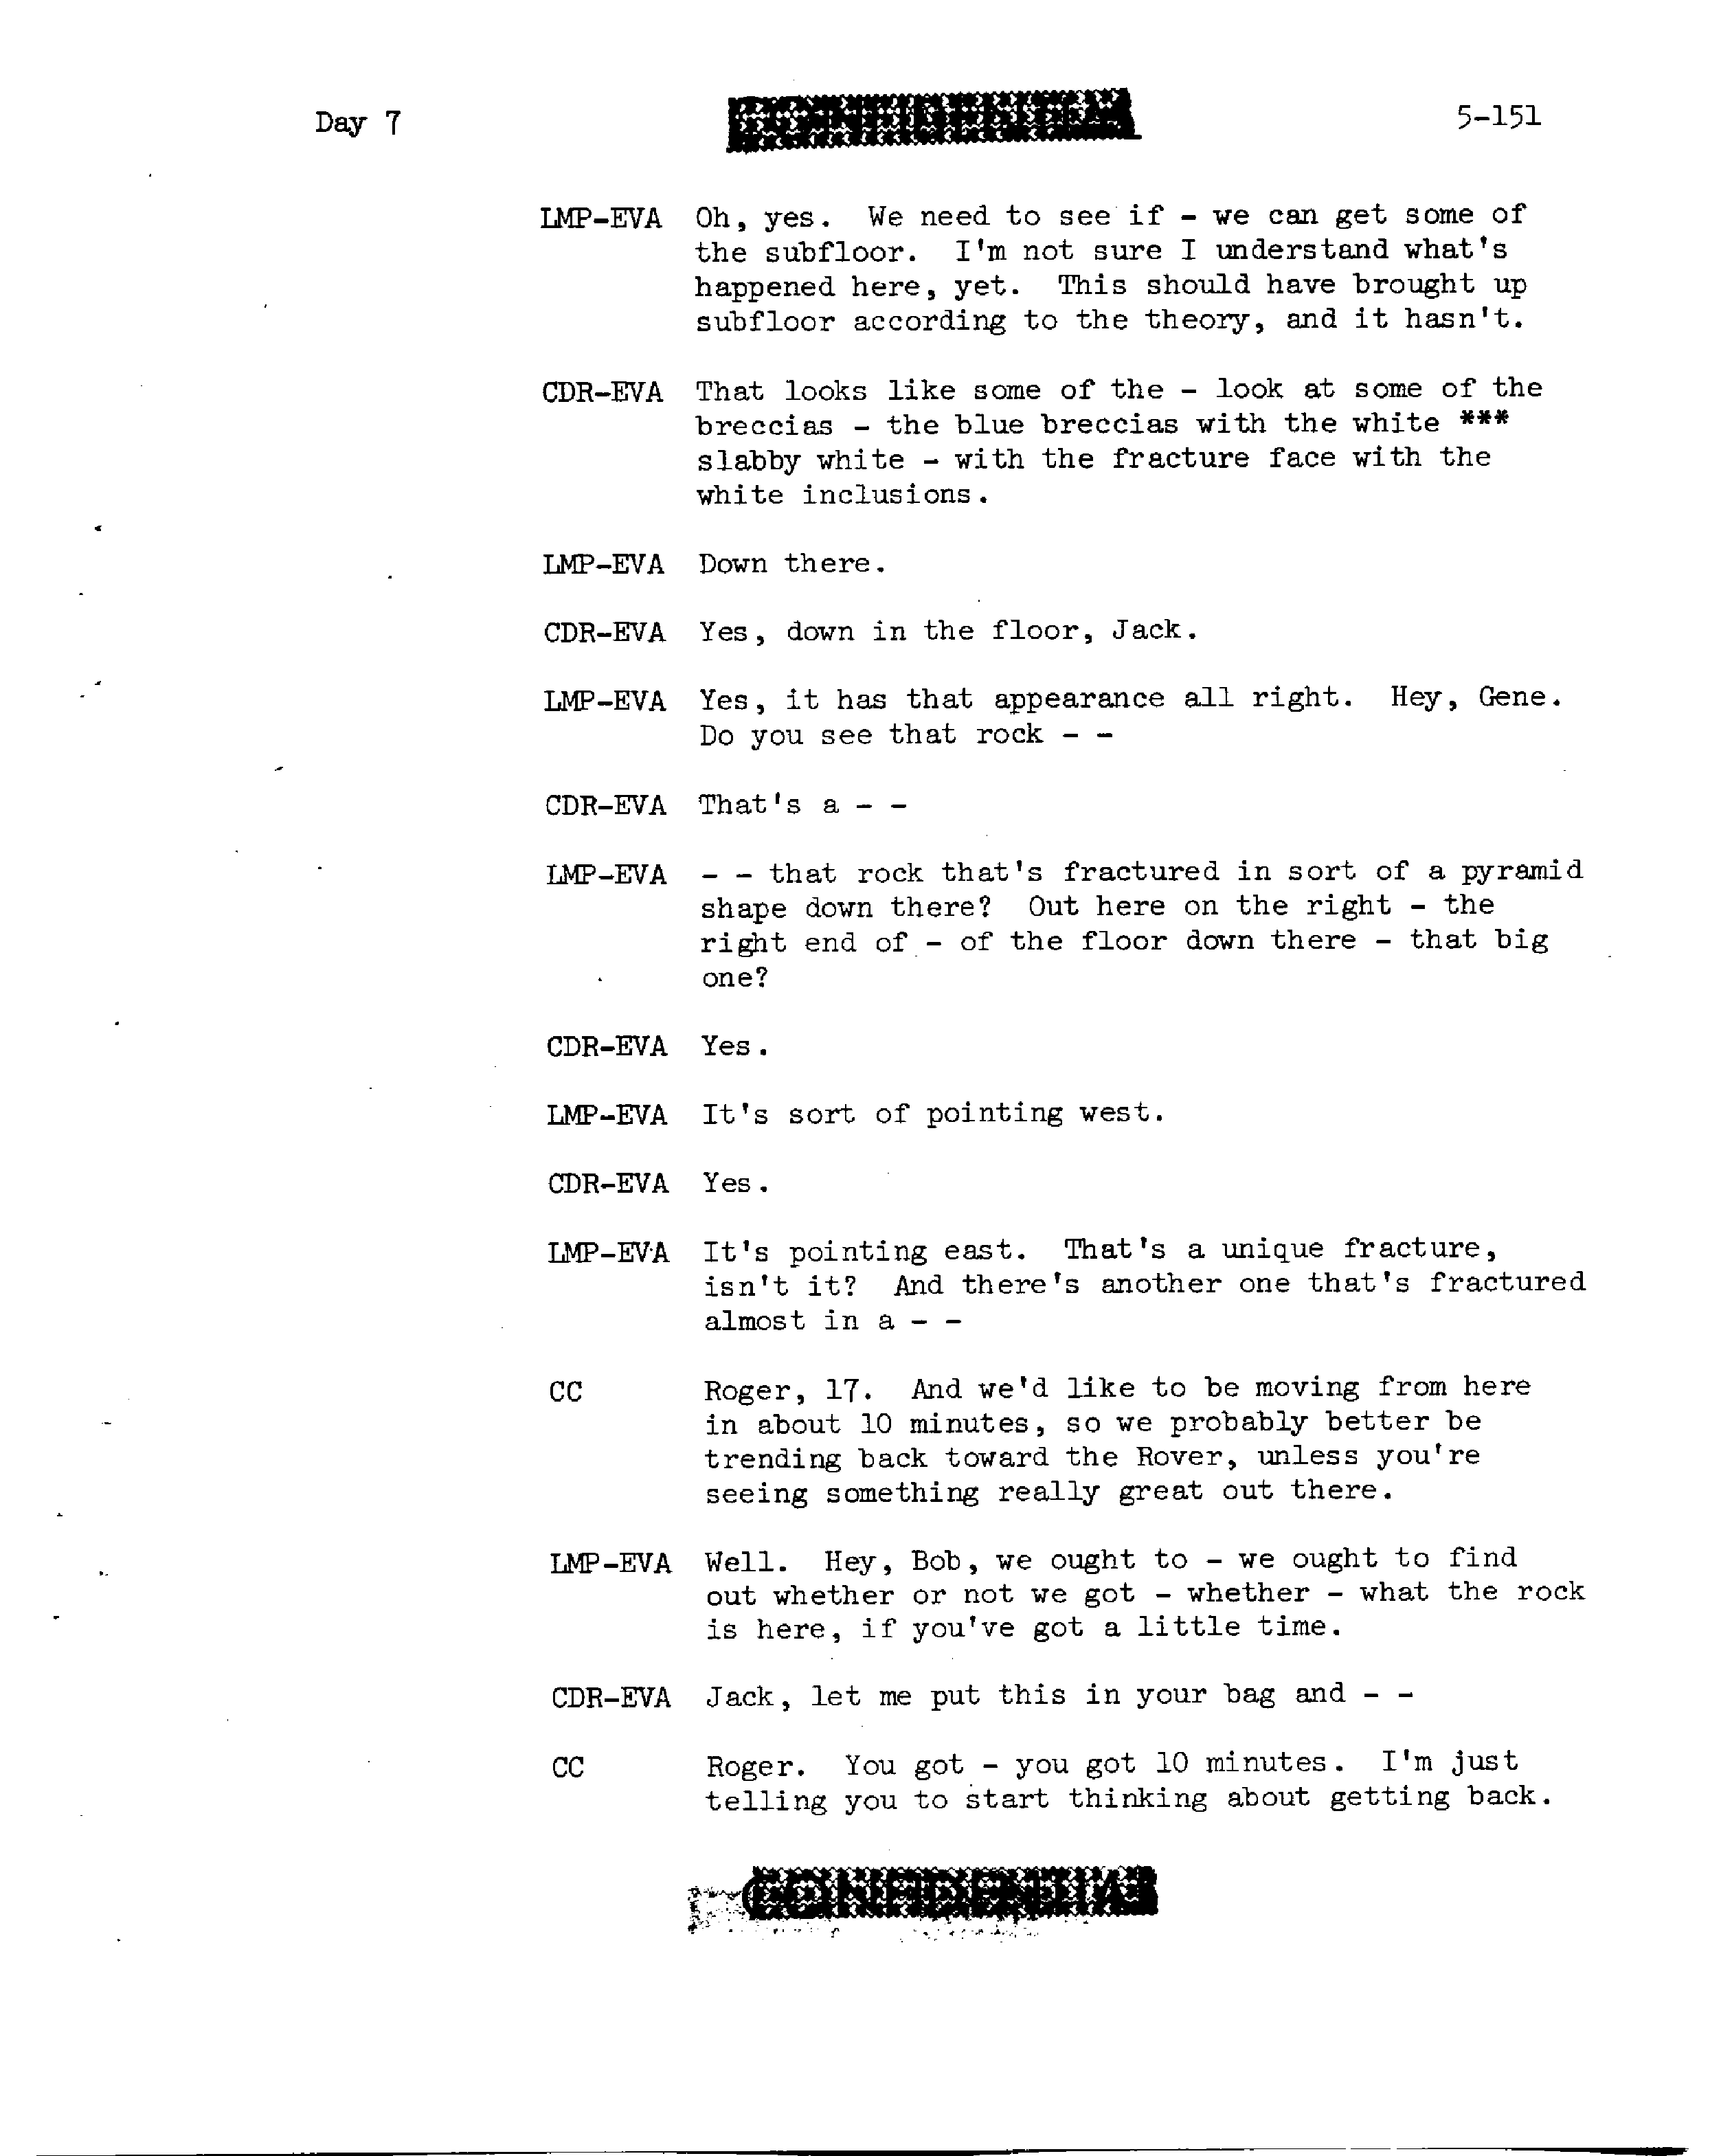 Day 7
CONFIDENTIAL
5-151
LMP-EVA Oh, yes. We need to see if - we can get some of
the subfloor. I'm not sure I understand what's
happened here, yet. This should have brought up
subfloor according to the theory, and it hasn't.
CDR-EVA That looks like some of the - look at some of the
breccias - the blue breccias with the white ***
slabby white - with the fracture face with the
white inclusions.
LMP-EVA Down there.
CDR-EVA Yes, down in the floor, Jack.
LMP-EVA Yes, it has that appearance all right. Hey, Gene.
Do you see that rock - -
CDR-EVA That's a - -
LMP-EVA - - that rock that's fractured in sort of a pyramid
shape down there? Out here on the right - the
right end of - of the floor down there - that big
one?
CDR-EVA Yes.
LMP-EVA It's sort of pointing west.
CDR-EVA Yes.
LMP-EVA It's pointing east. That's a unique fracture,
isn't it? And there's another one that's fractured
almost in a - -
CC Roger, 17. And we'd like to be moving from here
in about 10 minutes, so we probably better be
trending back toward the Rover, unless you're
seeing something really great out there.
LMP-EVA Well. Hey, Bob, we ought to - we ought to find
out whether or not we got - whether - what the rock
is here, if you've got a little time.
CDR-EVA Jack, let me put this in your bag and - -
CC Roger. You got - you got 10 minutes. I'm just
telling you to start thinking about getting back.
CONFIDENTIAL